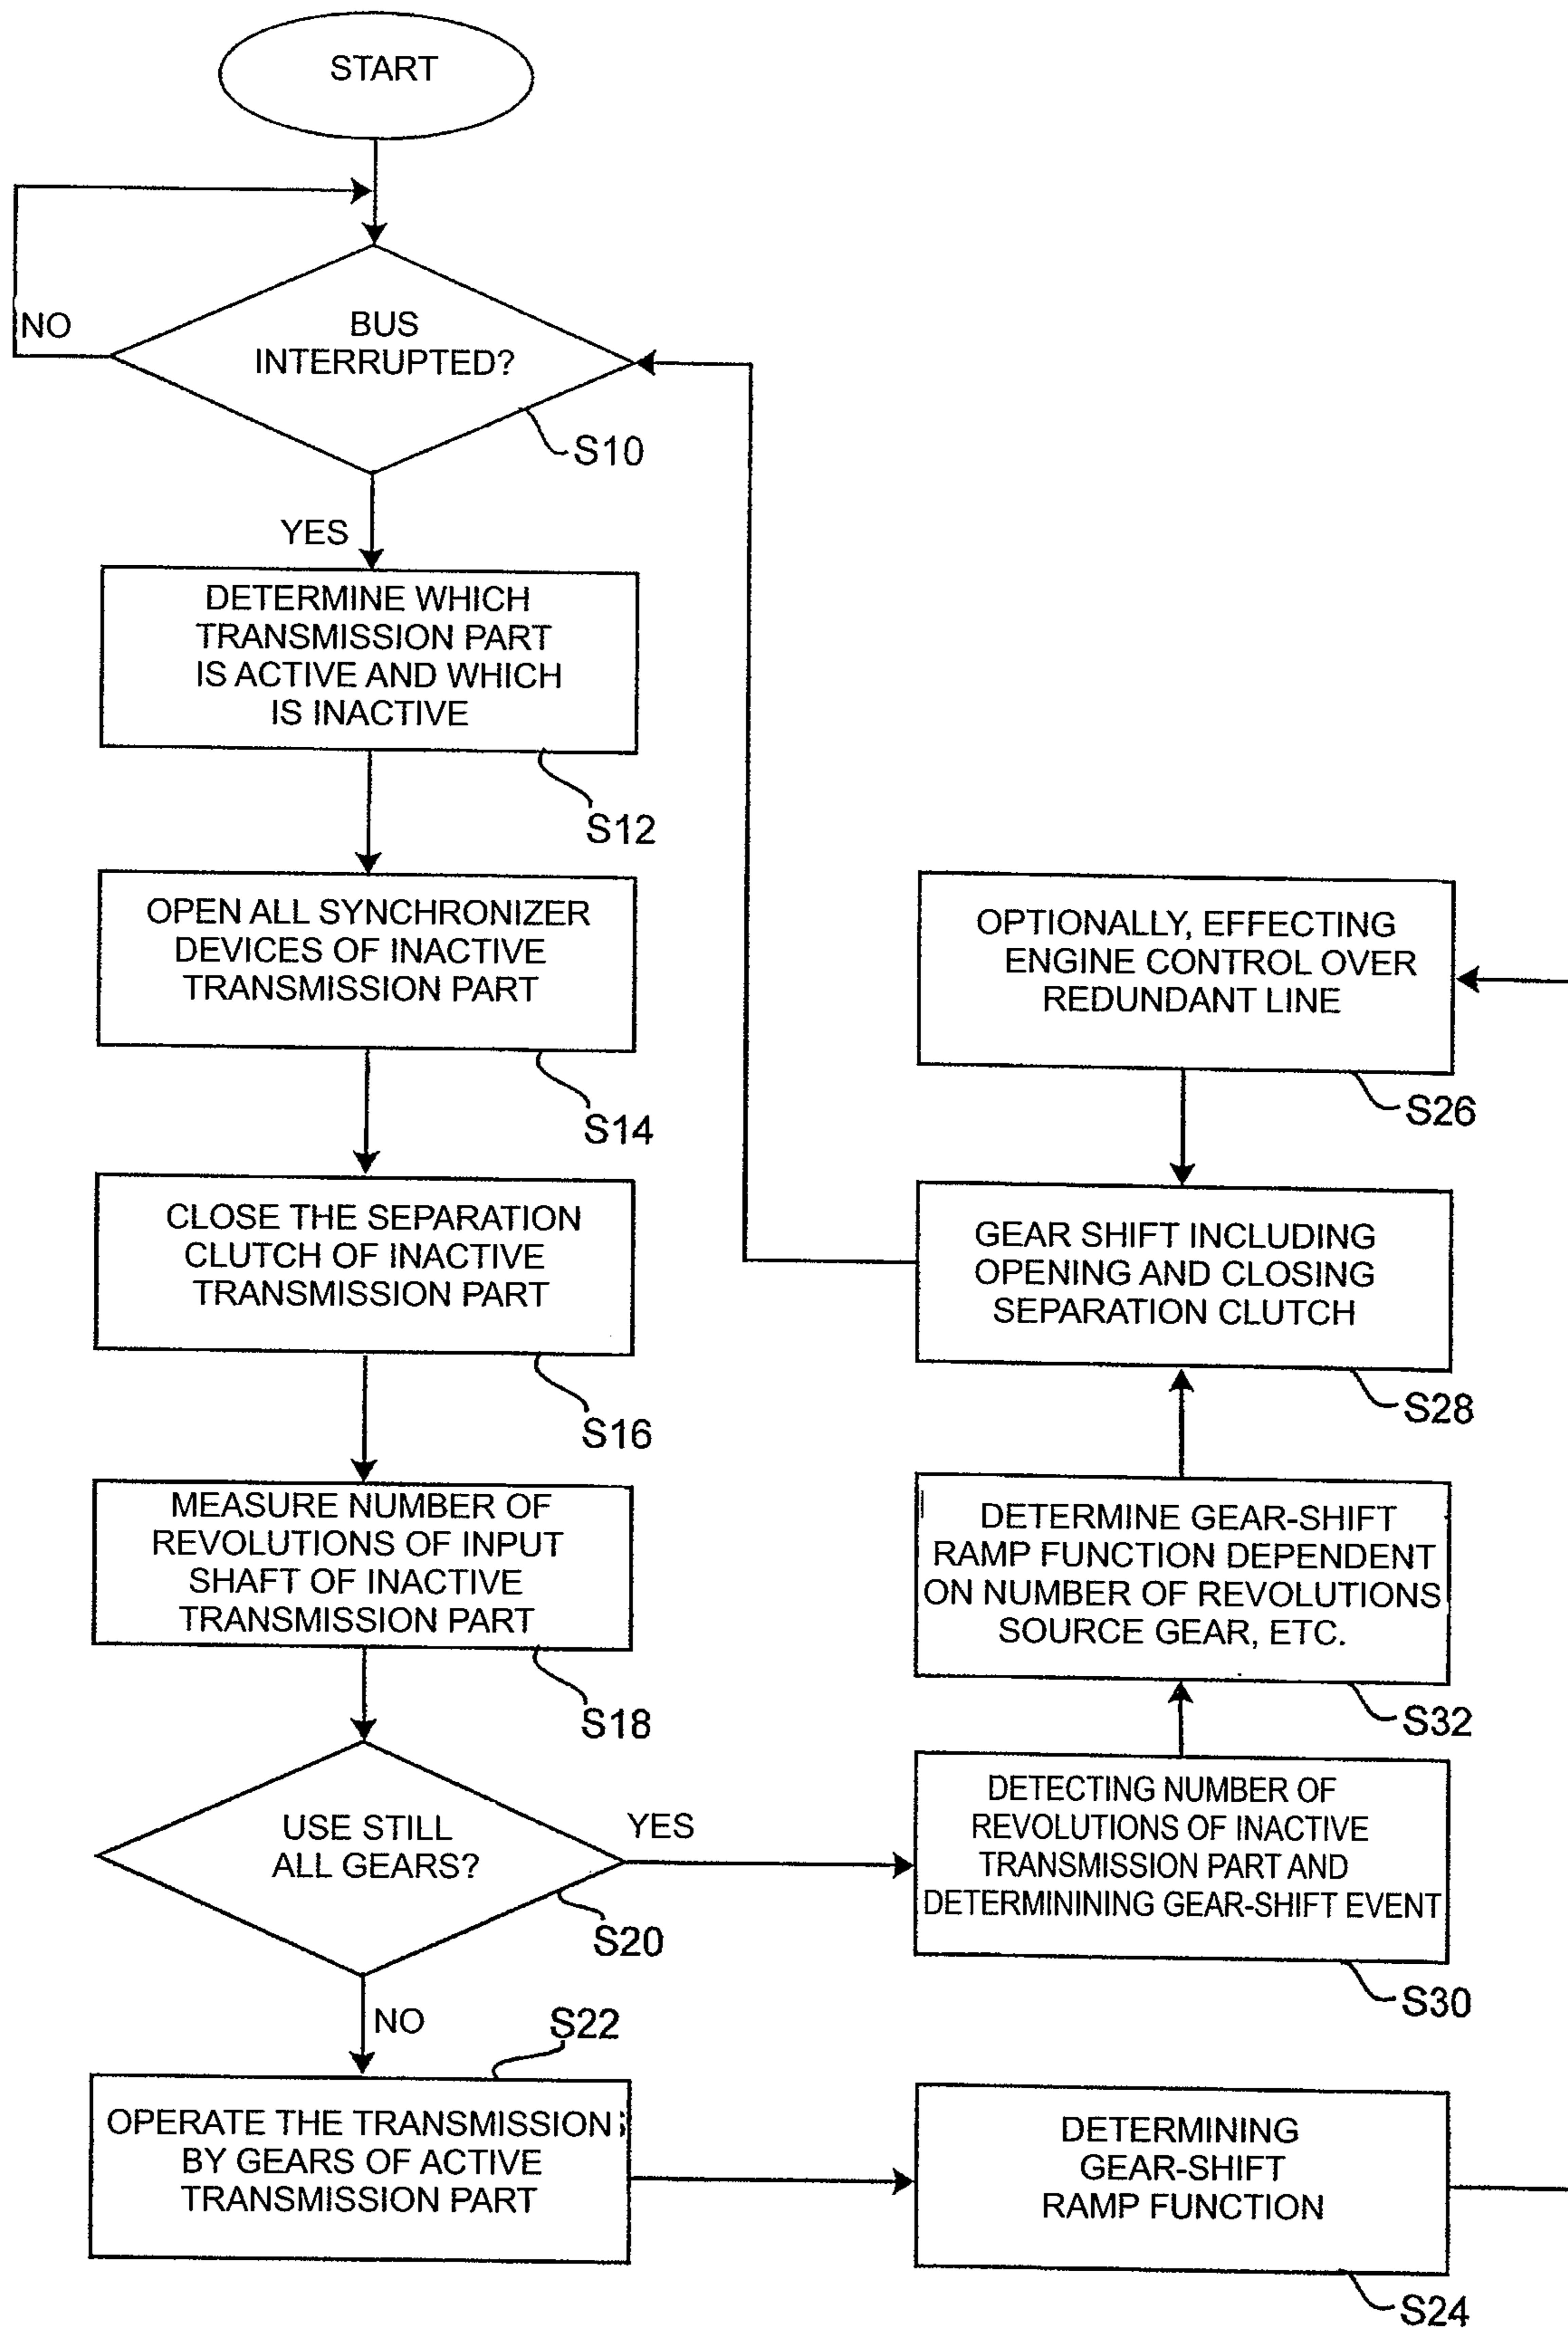 START
NO
BUS
INTERRUPTED?
S10
YES
DETERMINE WHICH
TRANSMISSION PART
IS ACTIVE AND WHICH
IS INACTIVE
S12
OPEN ALL SYNCHRONIZER
DEVICES OF INACTIVE
TRANSMISSION PART
S14
CLOSE THE SEPARATION
CLUTCH OF INACTIVE
TRANSMISSION PART
S16
MEASURE NUMBER OF
REVOLUTIONS OF INPUT
SHAFT OF INACTIVE
TRANSMISSION PART
S18
USE STILL
ALL GEARS?
YES
S20
NO
S22
OPERATE THE TRANSMISSION
BY GEARS OF ACTIVE
TRANSMISSION PART
OPTIONALLY, EFFECTING
ENGINE CONTROL OVER
REDUNDANT LINE
S26
GEAR SHIFT INCLUDING
OPENING AND CLOSING
SEPARATION CLUTCH
S28
DETERMINE GEAR-SHIFT
RAMP FUNCTION DEPENDENT
ON NUMBER OF REVOLUTIONS
SOURCE GEAR, ETC.
S32
DETECTING NUMBER OF
REVOLUTIONS OF INACTIVE
TRANSMISSION PART AND
DETERMININING GEAR-SHIFT EVENT
S30
DETERMINING
GEAR-SHIFT
RAMP FUNCTION
S24